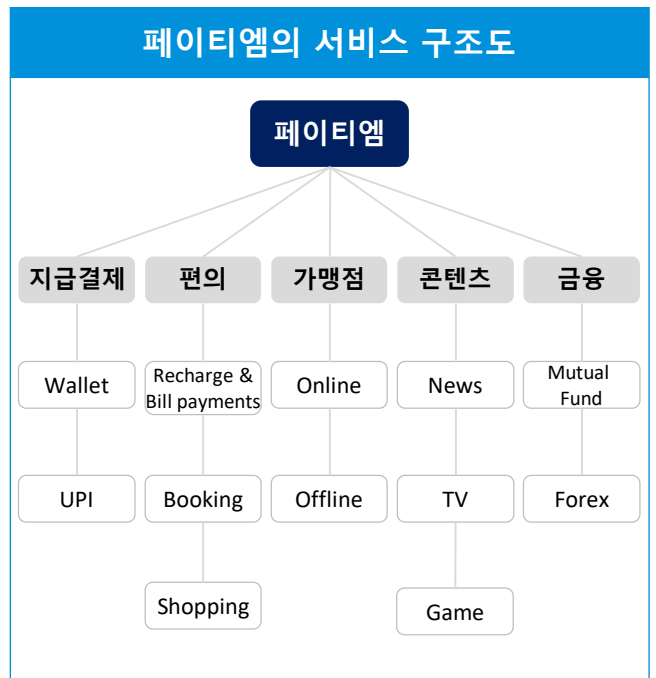 페이티엠의 서비스 구조도
페이티엠
지급결제
편의
가맹점
콘텐츠
금융
Wallet
Recharge &
Bill payments
Online
News
Mutual
Fund
UPI
Booking
Offline
TV
Forex
Shopping
Game